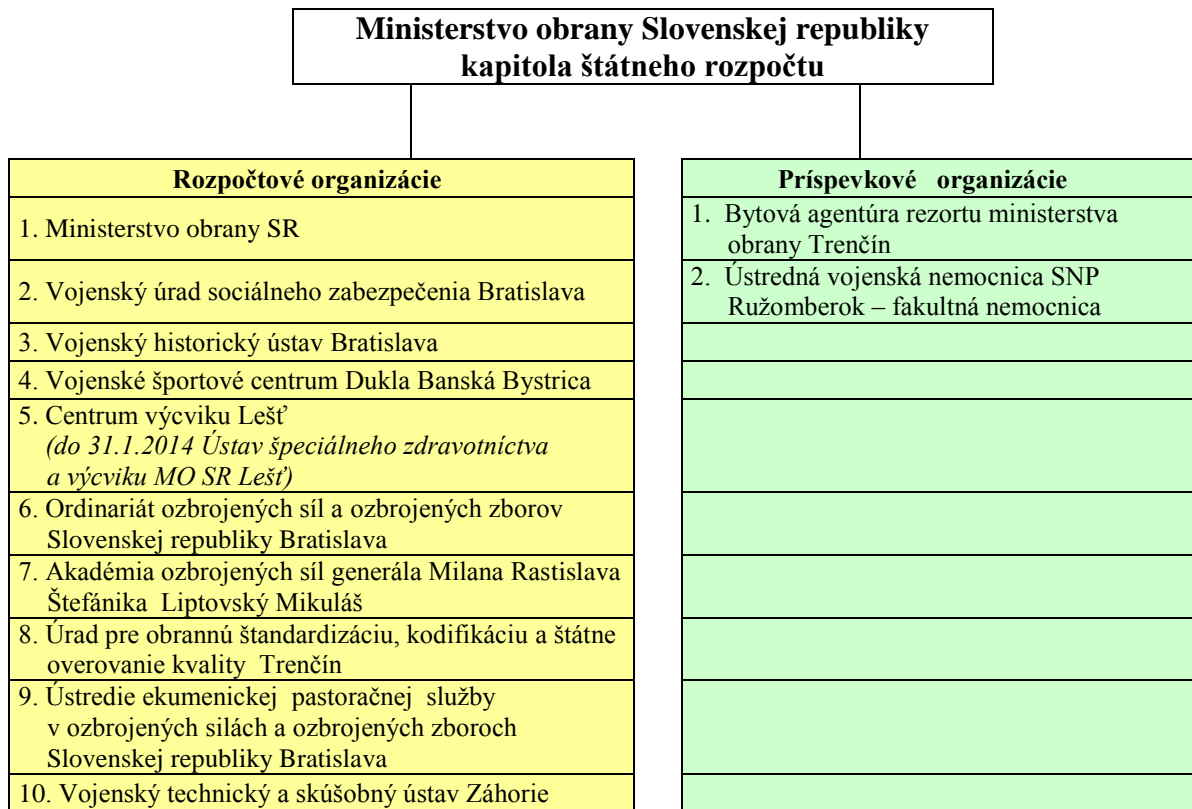 Ministerstvo obrany Slovenskej republiky
kapitola štátneho rozpočtu
Rozpočtové organizácie
1. Ministerstvo obrany SR
2. Vojenský úrad sociálneho zabezpečenia Bratislava
3. Vojenský historický ústav Bratislava
4. Vojenské športové centrum Dukla Banská Bystrica
5. Centrum výcviku Lešť
(do 31.1.2014 Ústav špeciálneho zdravotníctva
a výcviku MO SR Lešť)
6. Ordinariát ozbrojených síl a ozbrojených zborov
Slovenskej republiky Bratislava
7. Akadémia ozbrojených síl generála Milana Rastislava
Štefánika Liptovský Mikuláš
8. Úrad pre obrannú štandardizáciu, kodifikáciu a štátne
overovanie kvality Trenčín
9. Ústredie ekumenickej pastoračnej služby
v ozbrojených silách a ozbrojených zboroch
Slovenskej republiky Bratislava
10. Vojenský technický a skúšobný ústav Záhorie
Príspevkové organizácie
1. Bytová agentúra rezortu ministerstva
obrany Trenčín
2. Ústredná vojenská nemocnica SNP
Ružomberok – fakultná nemocnica